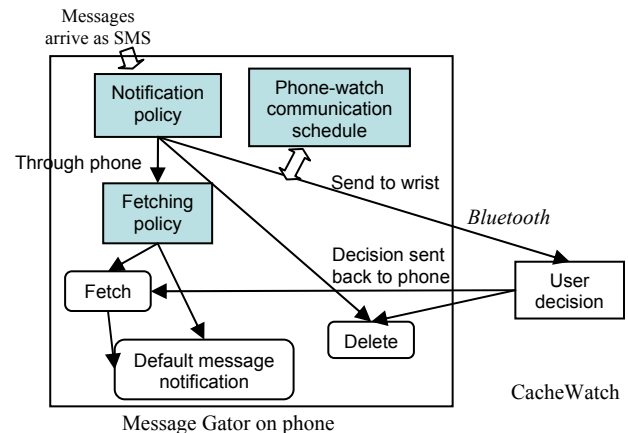 Messages
arrive as SMS
Notification
policy
Phone-watch
communication
schedule
Through phone
Send to wrist
Fetching
policy
Bluetooth
Decision sent
back to phone
User
decision
Fetch
Delete
Default message
notification
CacheWatch
Message Gator on phone